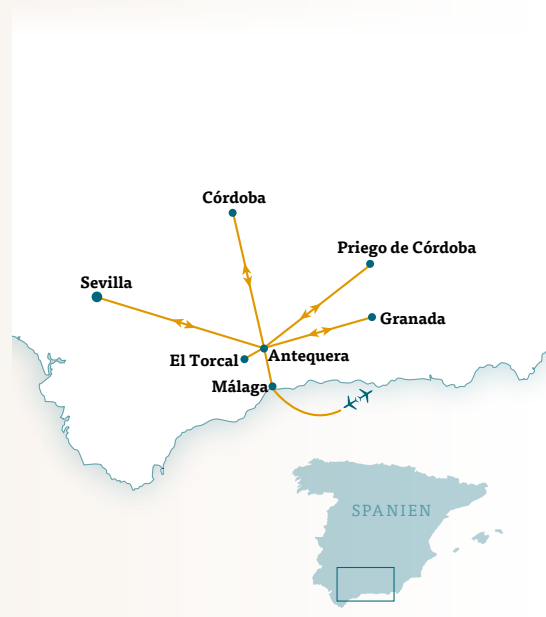 Córdoba
Priego de Córdoba
Sevilla
Granada
Antequera
El Torcal
Málaga
SPANIEN